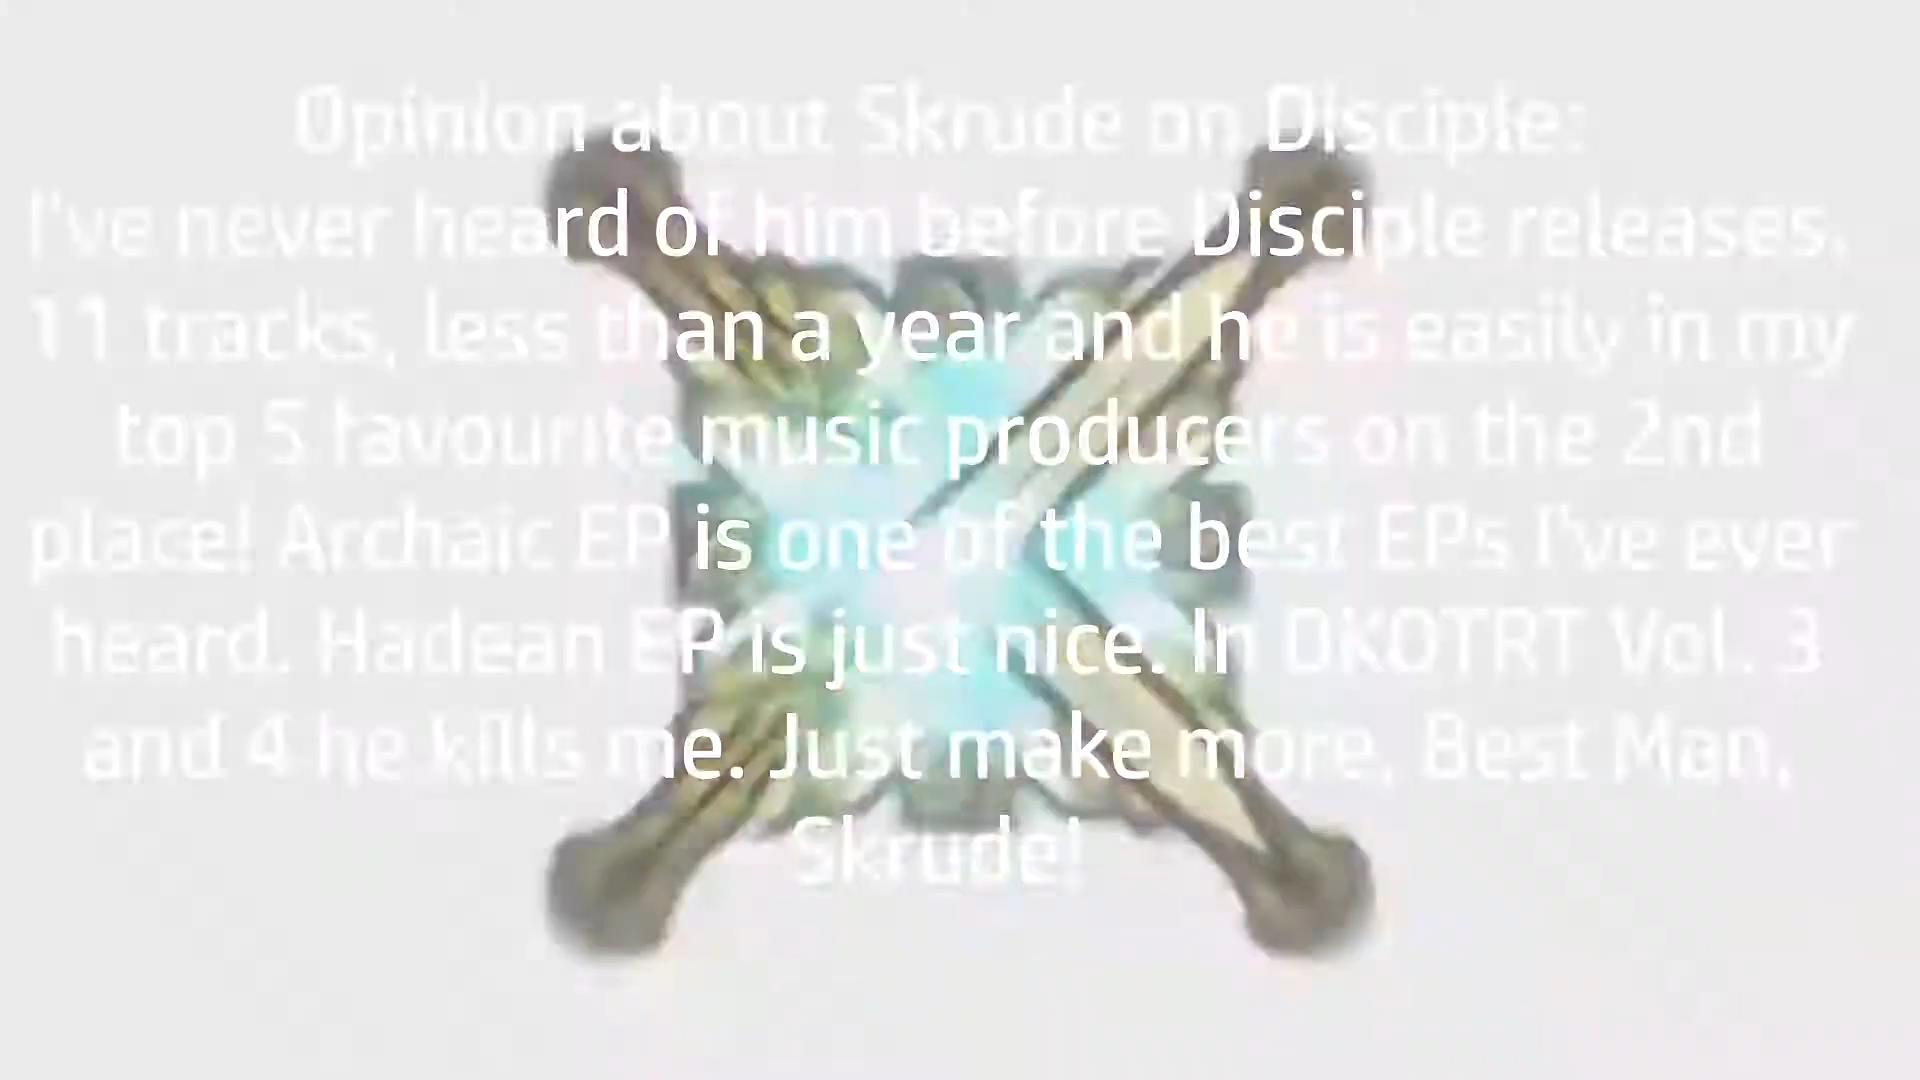 Opinion about Skrude on Disciple:
I've never heard of him before Disciple releases.
11 tracks, less than a year and he is easily in my
top 5 favourite music producers on the 2nd
place! Archaic EP is one of the best EPs I've ever
heard. Hadean EP is just nice. In DKOTRT Vol. 3
and 4 he kills me. Just make more, Best Man,
Skrude!